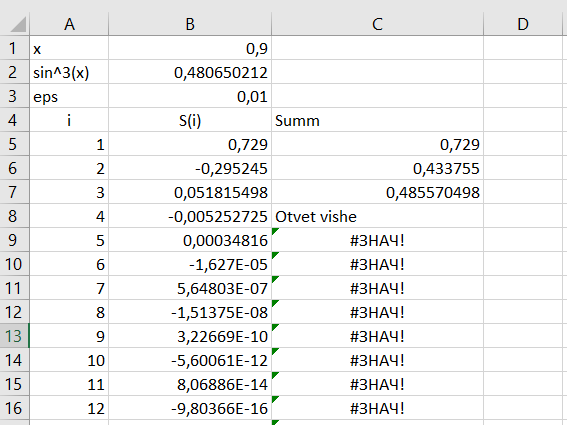 A B C D
1 x 0,9
2 sin^3(x) 0,480650212
3 eps 0,01
4 i S(i) Summ
5 1 0,729 0,729
6 2 -0,295245 0,433755
7 3 0,051815498 0,485570498
8 4 -0,005252725 Otvet vishe
9 5 0,00034816 #ЗНАЧ!
10 6 -1,627E-05 #ЗНАЧ!
11 7 5,64803E-07 #ЗНАЧ!
12 8 -1,51375E-08 #ЗНАЧ!
13 9 3,22669E-10 #ЗНАЧ!
14 10 -5,60061E-12 #ЗНАЧ!
15 11 8,06886E-14 #ЗНАЧ!
16 12 -9,80366E-16 #ЗНАЧ!